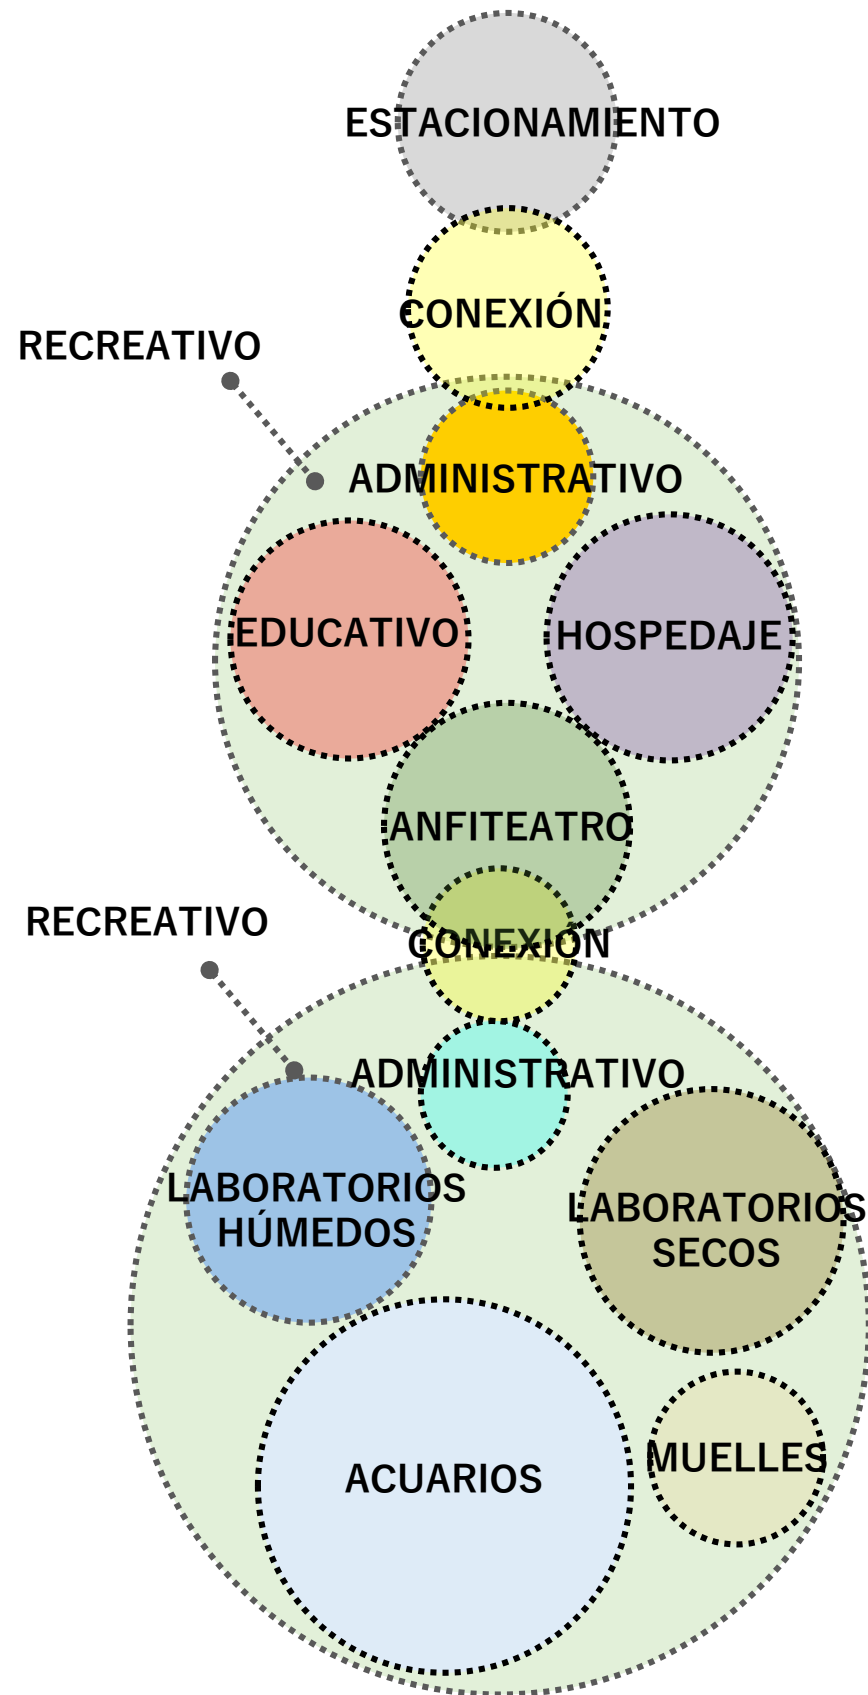 ESTACIONAMIENTO
CONEXIÓN
RECREATIVO
ADMINISTRATIVO
EDUCATIVO
HOSPEDAJE
ANFITEATRO
RECREATIVO
CONEXIÓN
ADMINISTRATIVO
LABORATORIOS
HÚMEDOS
LABORATORIOS
SECOS
MUELLES
ACUARIOS